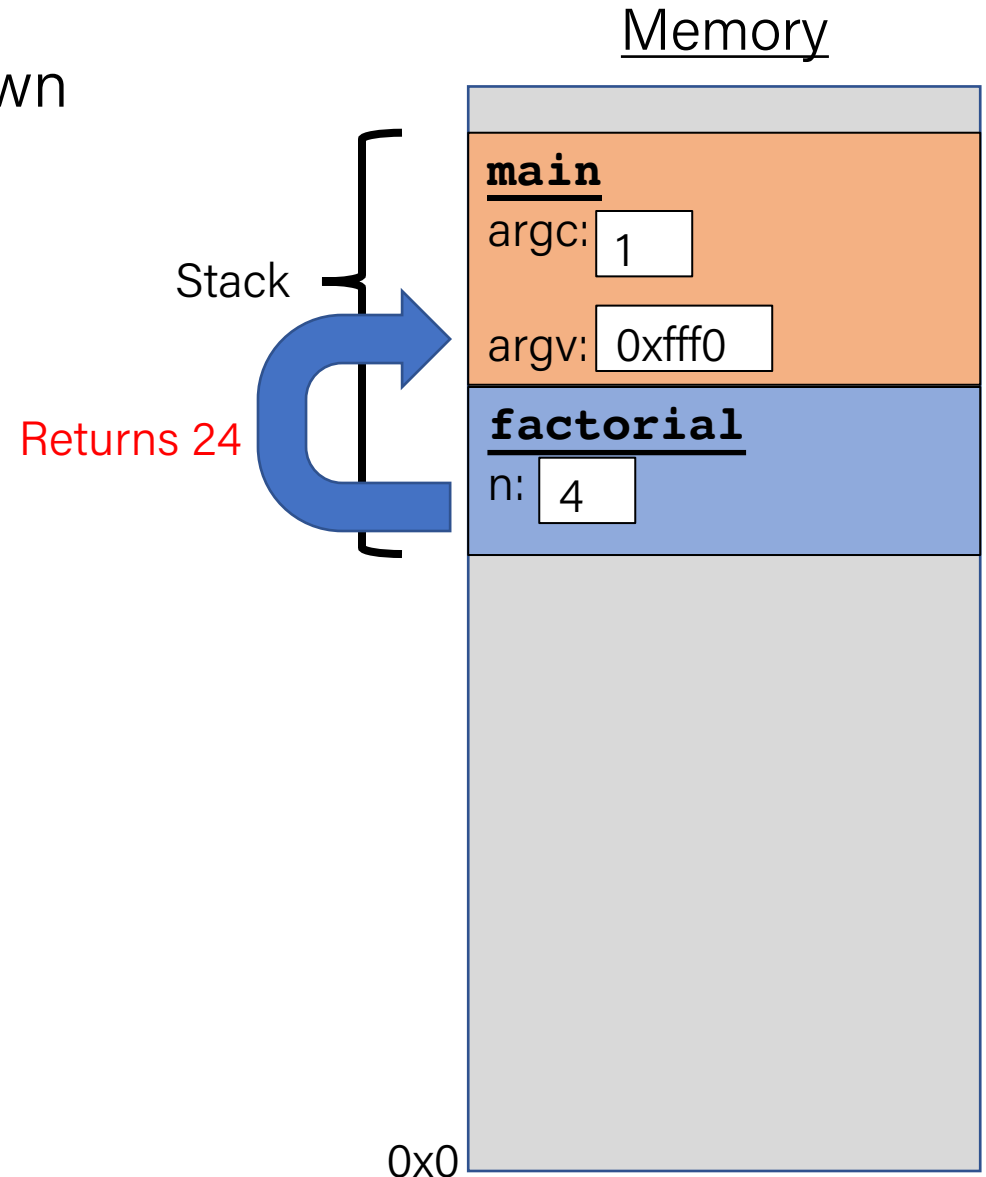 Memory
wn
main
argc: 1
Stack
argv: 0xfff0
factorial
Returns 24
n: 4
0x0